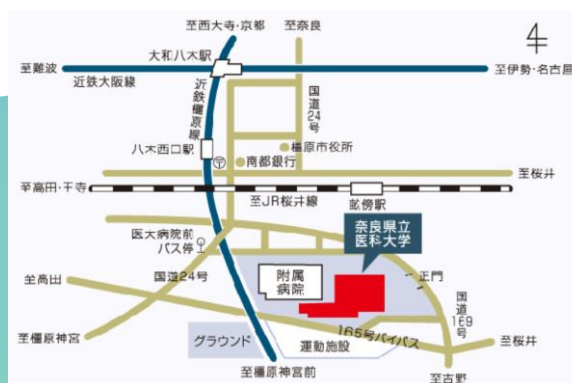 至西大寺・京都
至奈良
大和八木駅
至難波
近鉄大阪線
至伊勢・名古屋
近鉄橿原線
国道24号
八木西口駅
橿原市役所
南都銀行
至桜井
至高田・王寺
至JR桜井線
畝傍駅
奈良県立
医科大学
医大病院前
バス停
附属
病院
正門
国道24号
至高田
国道169号
165号バイパス
至橿原神宮
グラウンド
運動施設
至桜井
至橿原神宮前
至吉野